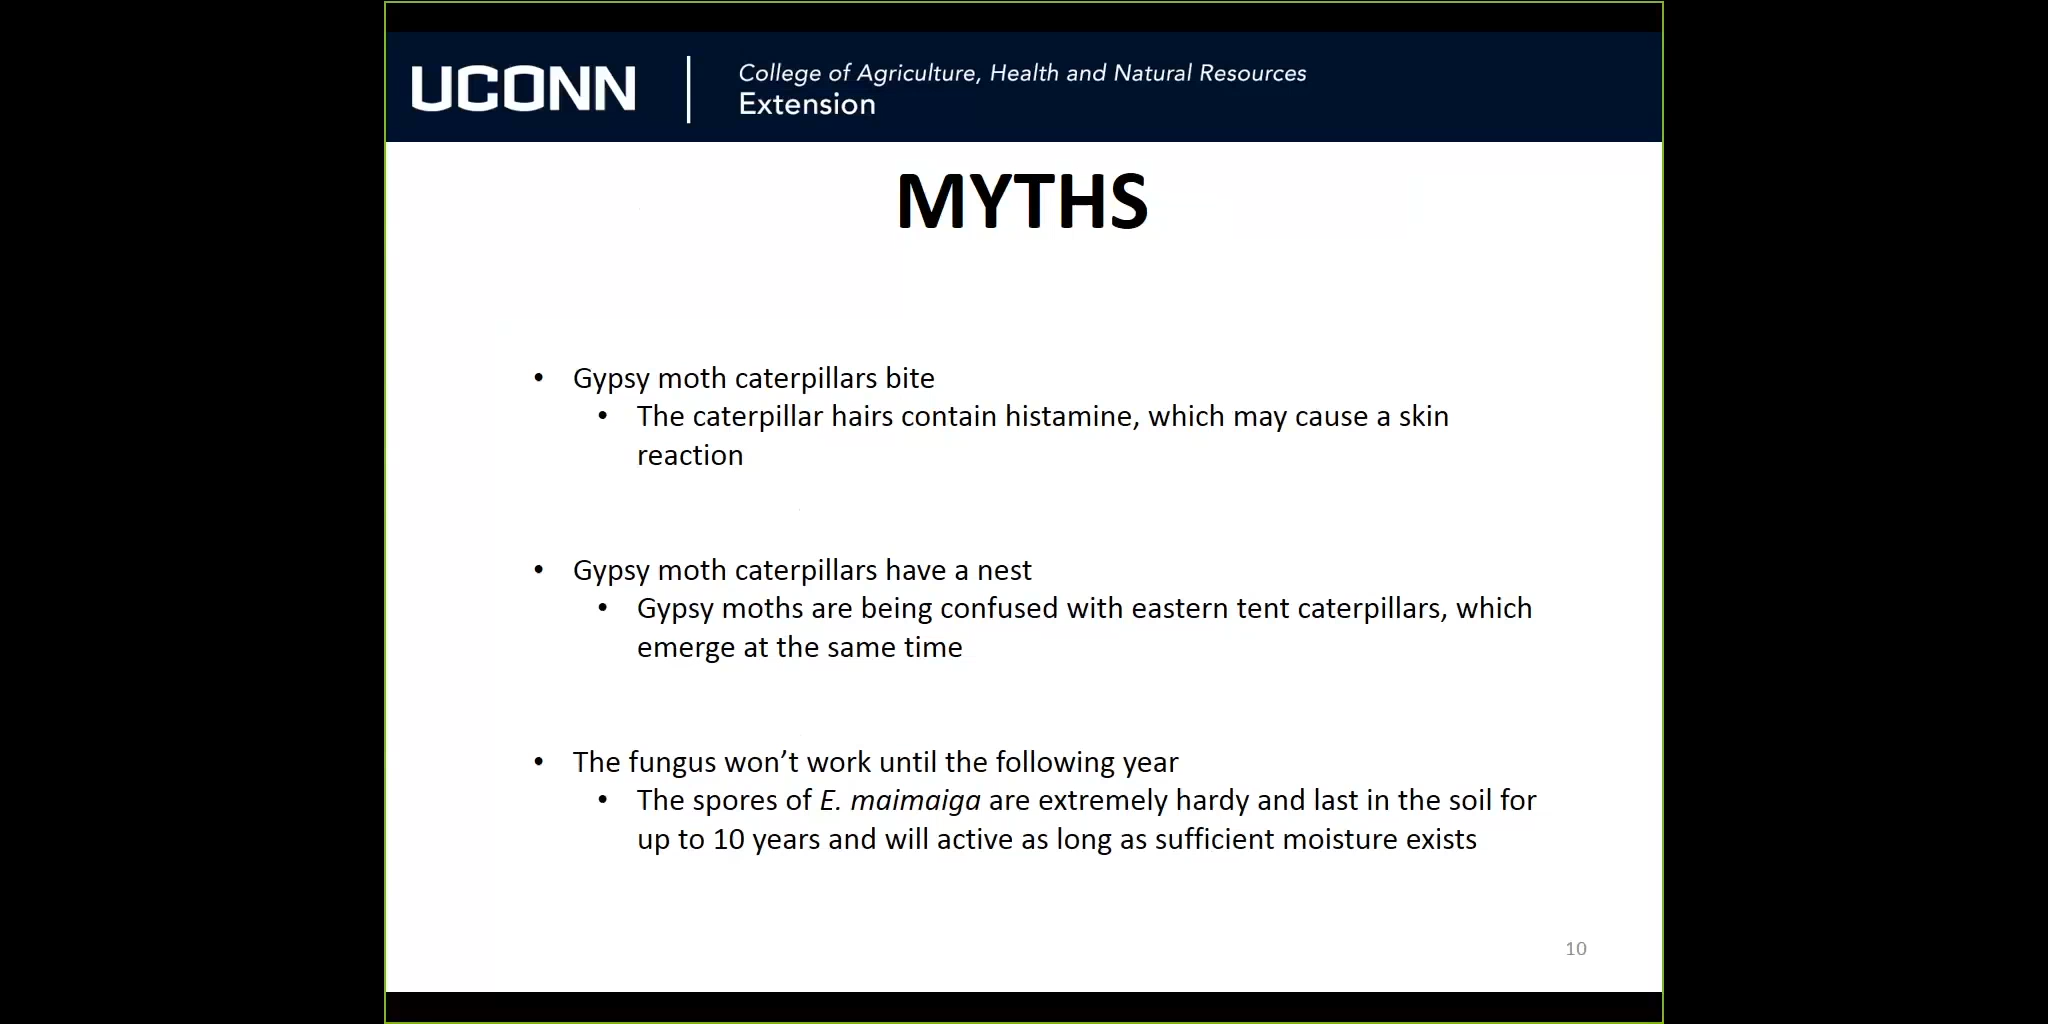 UCONN
College of Agriculture, Health and Natural Resources
Extension
MYTHS
• Gypsy moth caterpillars bite
• The caterpillar hairs contain histamine, which may cause a skin
reaction
• Gypsy moth caterpillars have a nest
• Gypsy moths are being confused with eastern tent caterpillars, which
emerge at the same time
• The fungus won’t work until the following year
• The spores of E. maimaiga are extremely hardy and last in the soil for
up to 10 years and will active as long as sufficient moisture exists
10